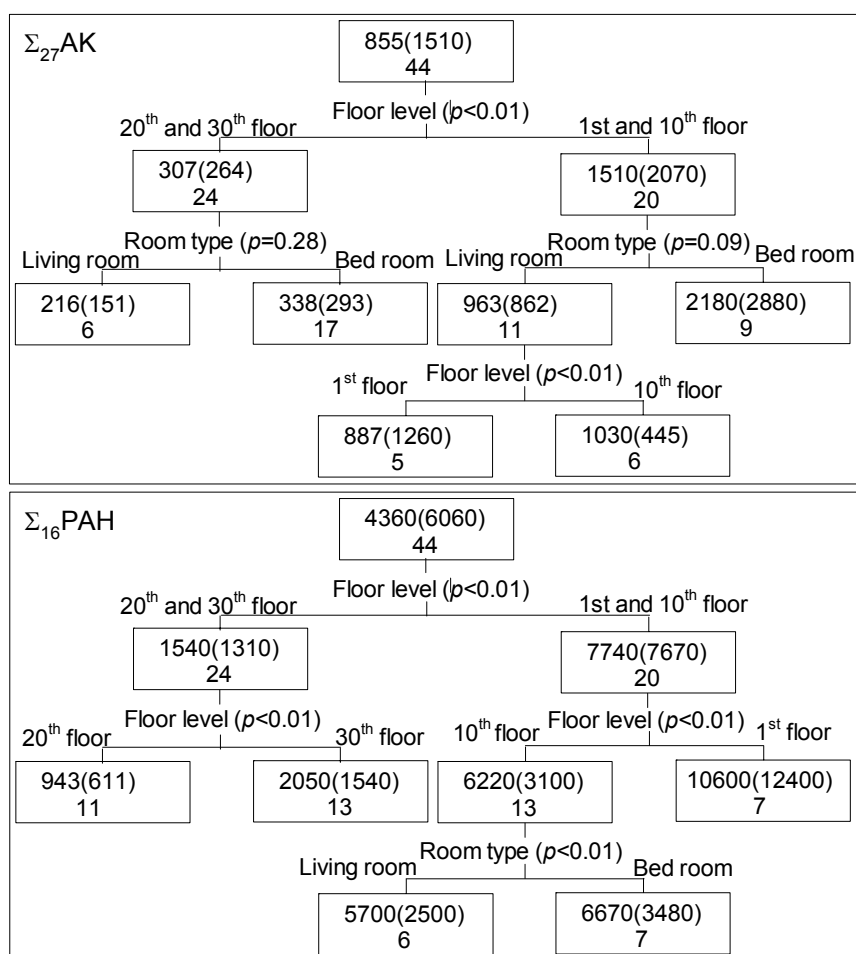 Σ₂₇AK
855(1510)
44
Floor level (p<0.01)
20ᵗʰ and 30ᵗʰ floor
1st and 10ᵗʰ floor
307(264)
24
1510(2070)
20
Room type (p=0.28)
Room type (p=0.09)
Living room
Bed room
Living room
Bed room
216(151)
6
338(293)
17
963(862)
11
2180(2880)
9
Floor level (p<0.01)
1ˢᵗ floor
10ᵗʰ floor
887(1260)
5
1030(445)
6
Σ₁₆PAH
4360(6060)
44
Floor level (p<0.01)
20ᵗʰ and 30ᵗʰ floor
1st and 10ᵗʰ floor
1540(1310)
24
7740(7670)
20
Floor level (p<0.01)
Floor level (p<0.01)
20ᵗʰ floor
30ᵗʰ floor
10ᵗʰ floor
1ˢᵗ floor
943(611)
11
2050(1540)
13
6220(3100)
13
10600(12400)
7
Room type (p<0.01)
Living room
Bed room
5700(2500)
6
6670(3480)
7